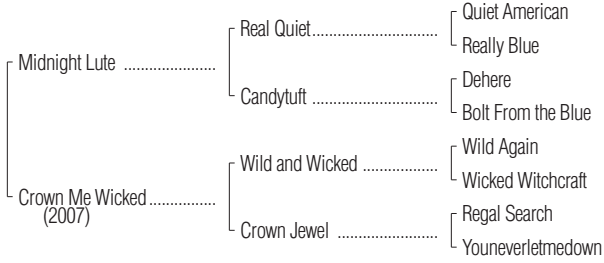 Quiet American
Real Quiet
Really Blue
Midnight Lute
Dehere
Candytuft
Bolt From the Blue
Wild Again
Wild and Wicked
Wicked Witchcraft
Crown Me Wicked
(2007)
Regal Search
Crown Jewel
Youneverletmedown